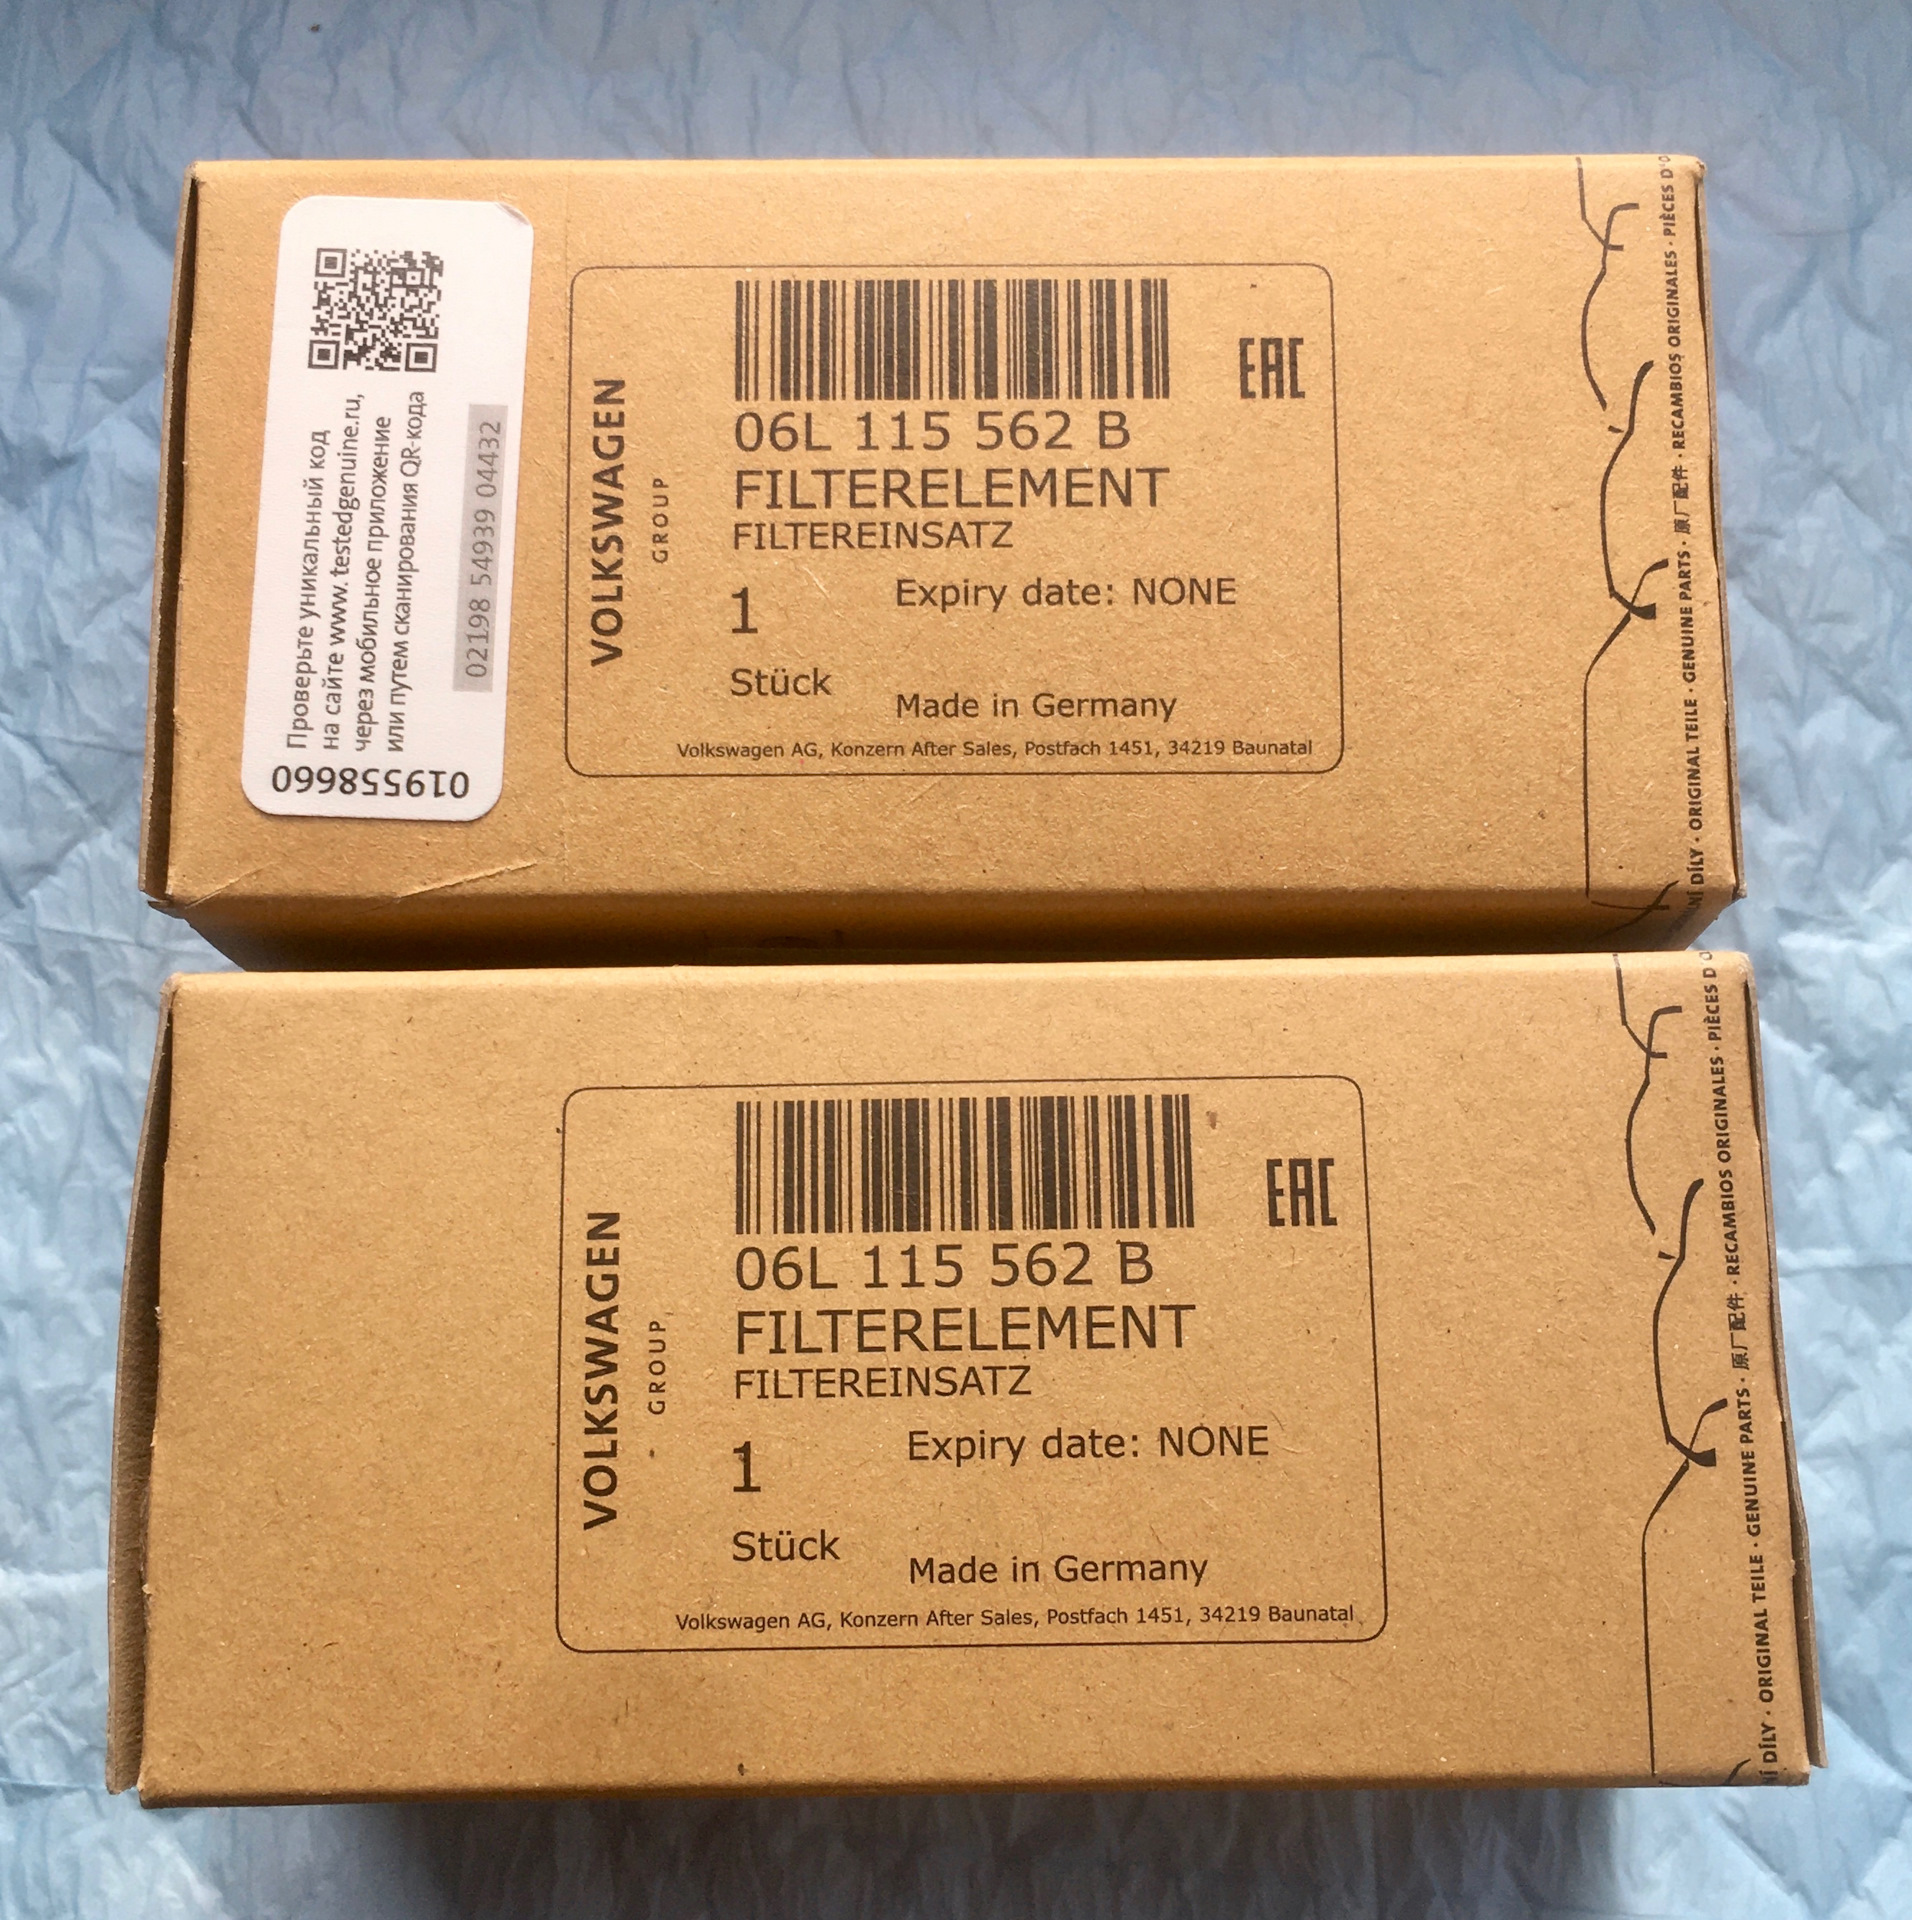 Проверьте уникальный код
на сайте www.testedgenuine.ru,
через мобильное приложение
или путем сканирования QR-кода
02198 54939 04432
019558660
VOLKSWAGEN
GROUP
EAC
06L 115 562 B
FILTERELEMENT
FILTEREINSATZ
1
Expiry date: NONE
Stück
Made in Germany
Volkswagen AG, Konzern After Sales, Postfach 1451, 34219 Baunatal
DÍLY · ORIGINAL TEILE · GENUINE PARTS · 原厂配件 · RECAMBIOS ORIGINALES · PIÈCES
VOLKSWAGEN
GROUP
EAC
06L 115 562 B
FILTERELEMENT
FILTEREINSATZ
1
Expiry date: NONE
Stück
Made in Germany
Volkswagen AG, Konzern After Sales, Postfach 1451, 34219 Baunatal
DÍLY · ORIGINAL TEILE · GENUINE PARTS · 原厂配件 · RECAMBIOS ORIGINALES · PIÈCES